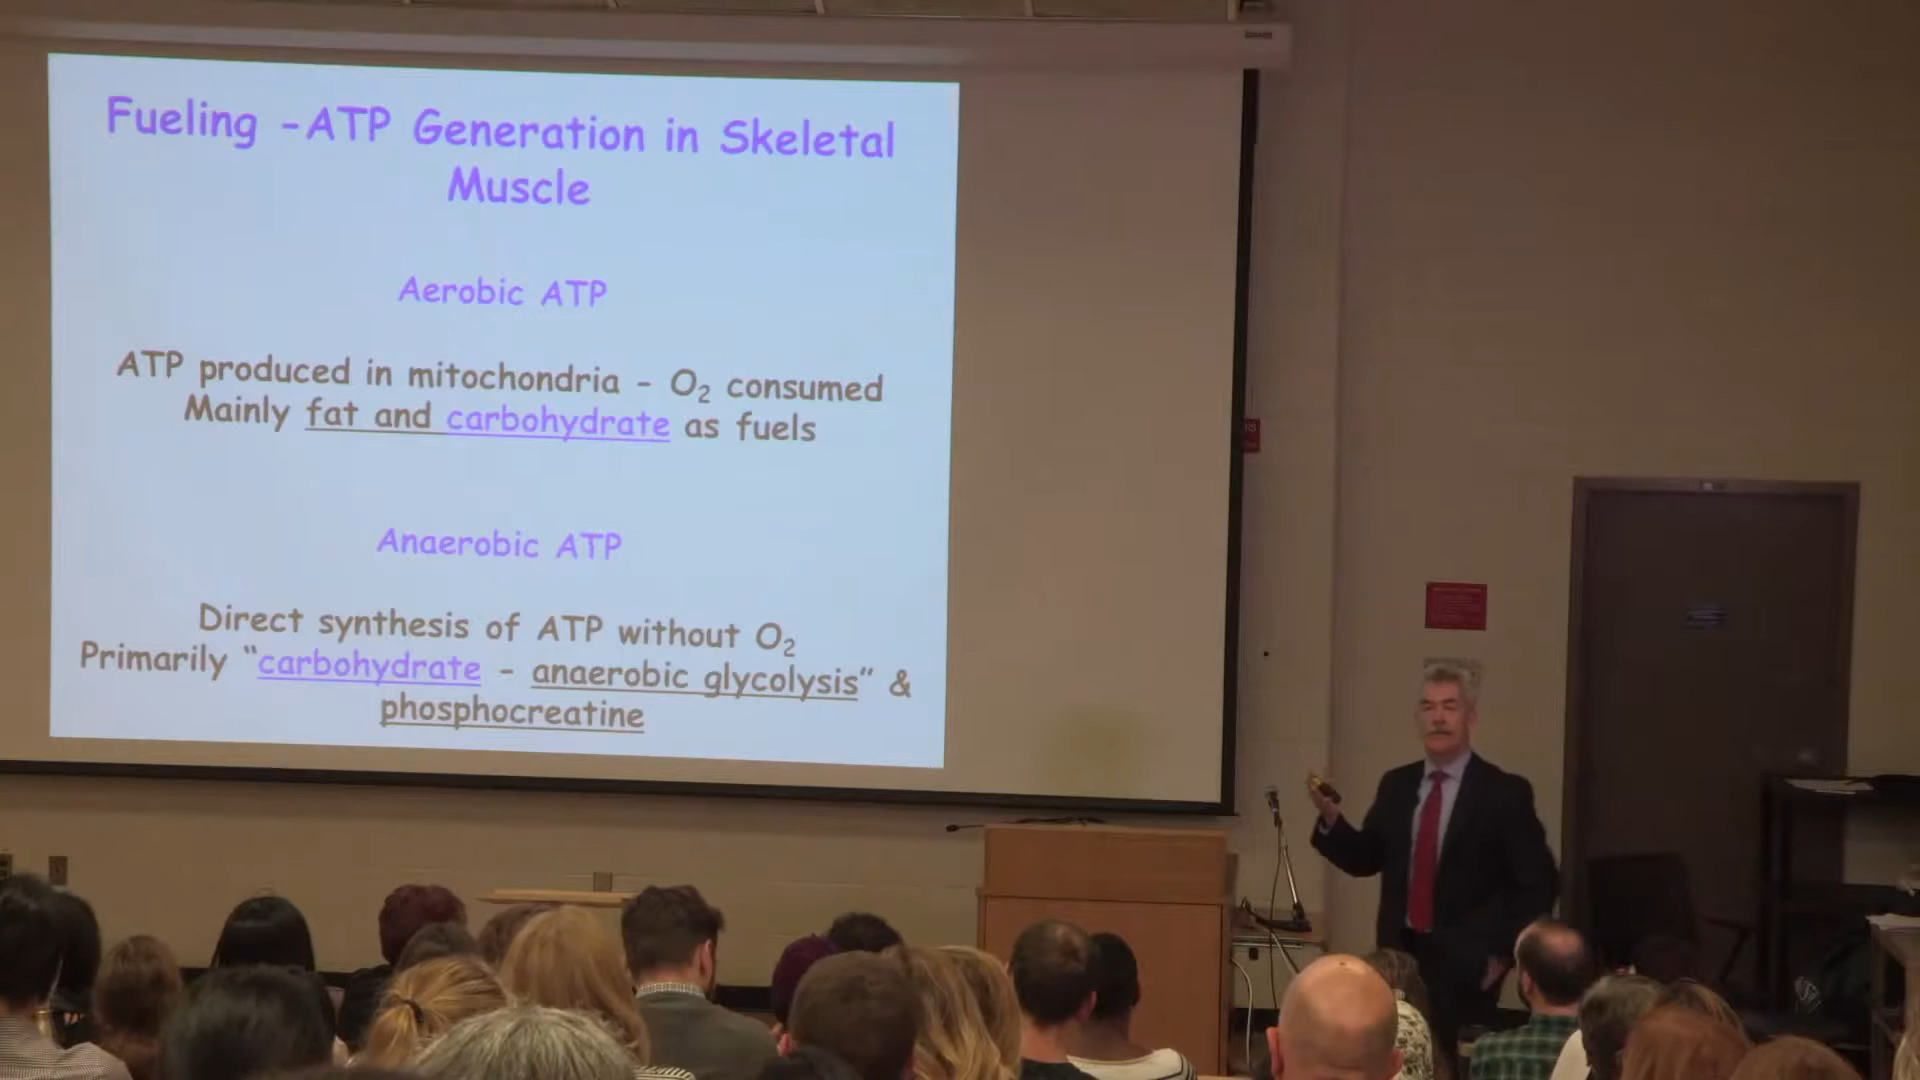 Fueling -ATP Generation in Skeletal
Muscle
Aerobic ATP
ATP produced in mitochondria - O₂ consumed
Mainly fat and carbohydrate as fuels
Anaerobic ATP
Direct synthesis of ATP without O₂
Primarily "carbohydrate - anaerobic glycolysis" &
phosphocreatine